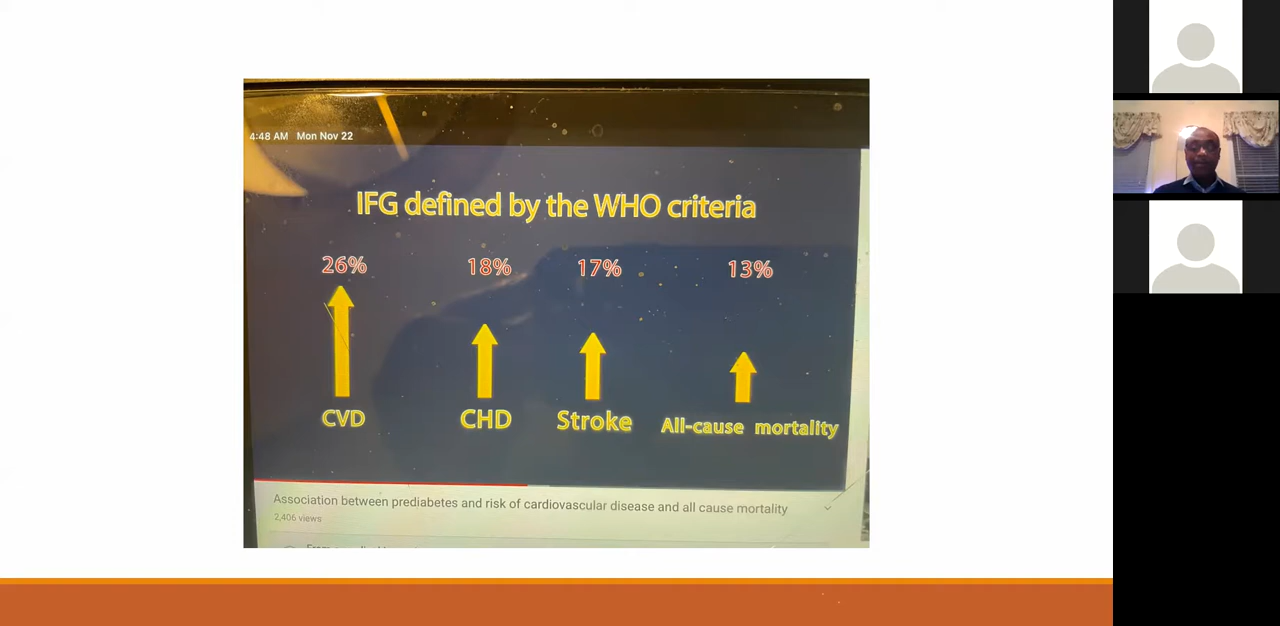 4:48 AM Mon Nov 22
IFG defined by the WHO criteria
26% 18% 17% 13%
CVD CHD Stroke All-cause mortality
Association between prediabetes and risk of cardiovascular disease and all cause mortality
2,406 views